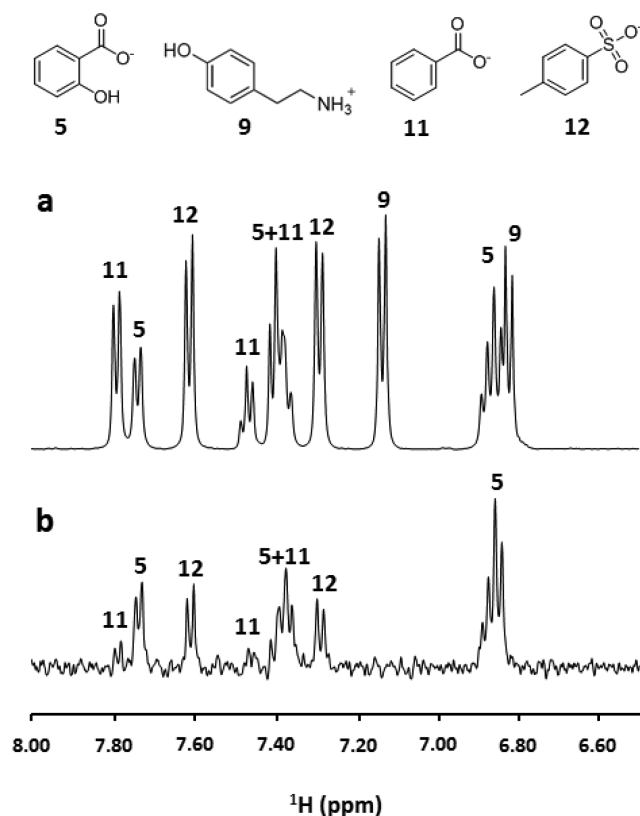 O O O
O⁻ HO O S O⁻
OH NH₃⁺ O⁻ O
5 9 11 12
a
12 5+11 12 9 9
11 5
5 11
b
5
5 12 5+11 12
11 11
8.00 7.80 7.60 7.40 7.20 7.00 6.80 6.60
¹H (ppm)